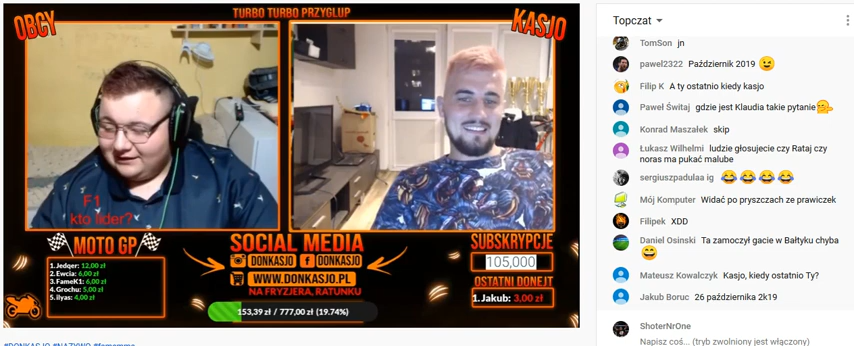 TURBO TURBO PRZYGŁUP
OBCY
KASJO
F1
kto lider?
MOTO GP
1. Jedqer: 12,00 zł
2. Ewcia: 6,00 zł
3. FameK1: 6,00 zł
4. Grochu: 5,00 zł
5. ilyas: 4,00 zł
SOCIAL MEDIA
DONKASJO
DONKASJO
WWW.DONKASJO.PL
NA FRYZJERA, RATUNKU
153,39 zł / 777,00 zł (19.74%)
SUBSKRYPCJE
105,000
OSTATNI DONEJT
1. Jakub: 3,00 zł
#DONKASJO #NAZYWO #famemma
Topczat
TomSon jn
pawel2322 Październik 2019
Filip K A ty ostatnio kiedy kasjo
Paweł Świtaj gdzie jest Klaudia takie pytanie
Konrad Maszałek skip
Łukasz Wilhelmi ludzie głosujecie czy Rataj czy
noras ma pukać malube
sergiuszpadulaa ig
Mój Komputer Widać po pryszczach ze prawiczek
Filipek XDD
Daniel Osinski Ta zamoczył gacie w Bałtyku chyba
Mateusz Kowalczyk Kasjo, kiedy ostatnio Ty?
Jakub Boruc 26 października 2k19
ShoterNrOne
Napisz coś... (tryb zwolniony jest włączony)